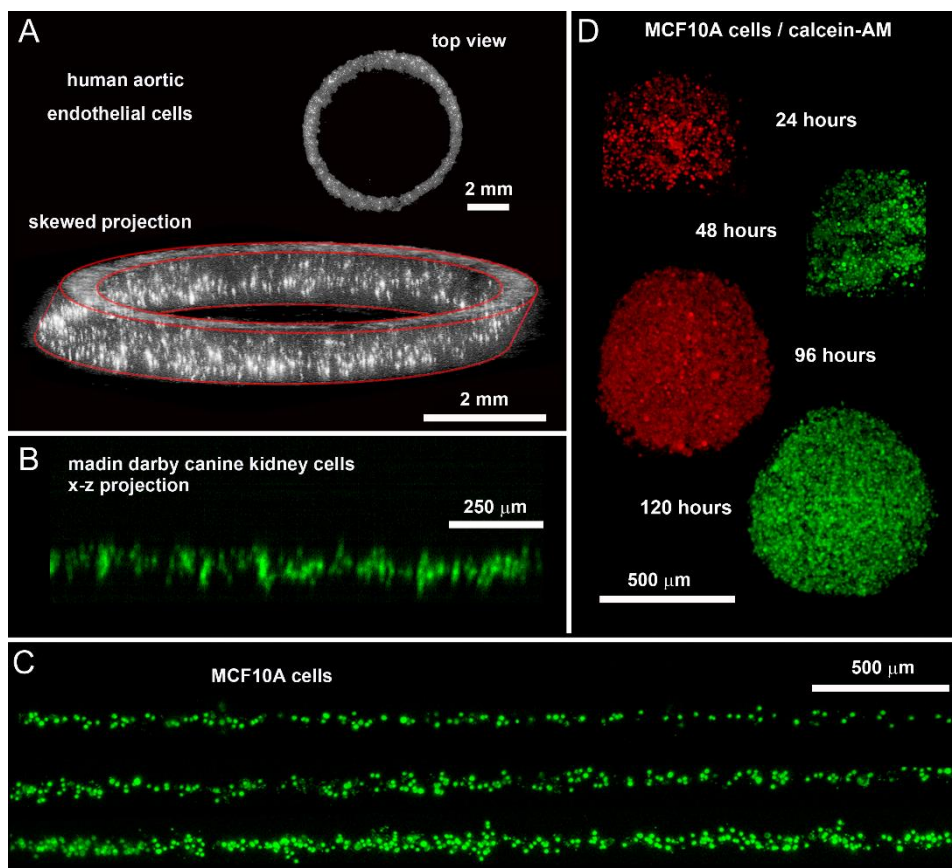 A
top view
human aortic
endothelial cells
2 mm
skewed projection
2 mm
B
madin darby canine kidney cells
x-z projection
250 μm
C
MCF10A cells
500 μm
D
MCF10A cells / calcein-AM
24 hours
48 hours
96 hours
120 hours
500 μm